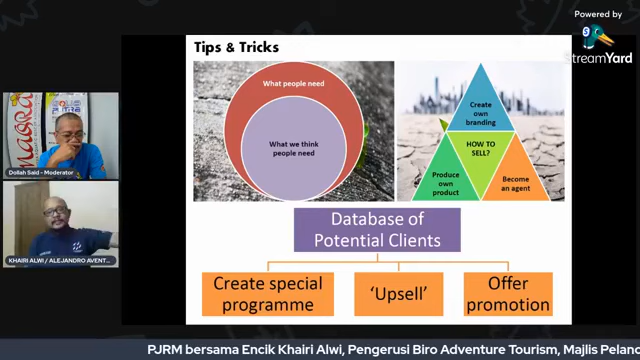 Powered by
StreamYard
Tips & Tricks
What people need
What we think
people need
Create
own
branding
HOW TO
SELL?
Produce
own
product
Become
an agent
Dollah Said - Moderator
KHAIRI ALWI / ALEJANDRO AVENT...
Database of
Potential Clients
Create special
programme
'Upsell'
Offer
promotion
PJRM bersama Encik Khairi Alwi, Pengerusi Biro Adventure Tourism, Majlis Pelanc